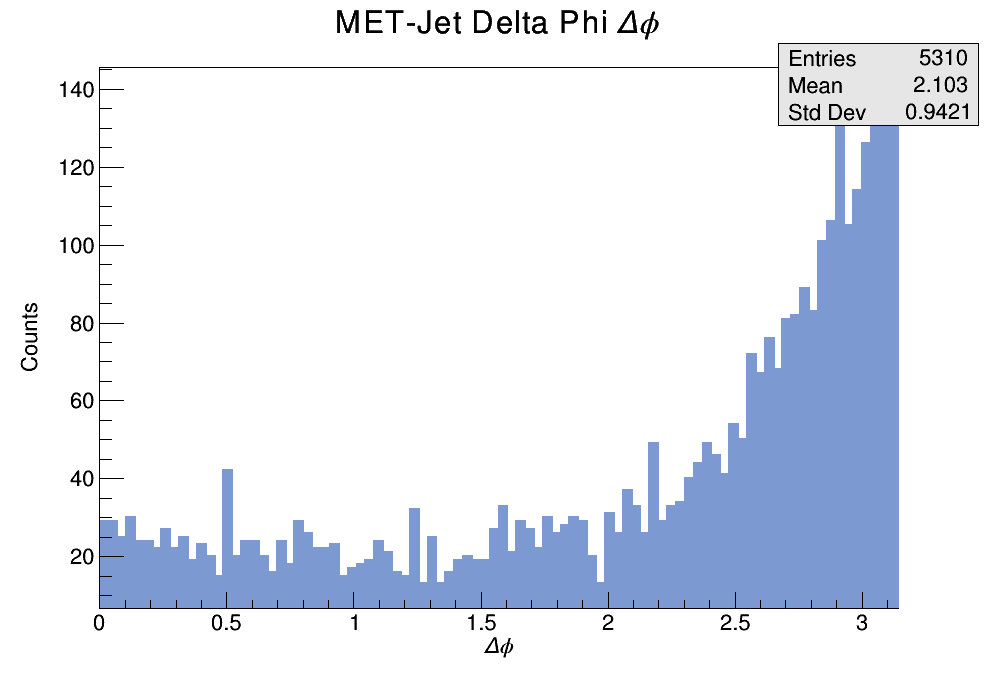 MET-Jet Delta Phi Δϕ
Entries 5310
Mean 2.103
Std Dev 0.9421
140
120
100
80
60
40
20
Counts
0 0.5 1 1.5 2 2.5 3
Δϕ